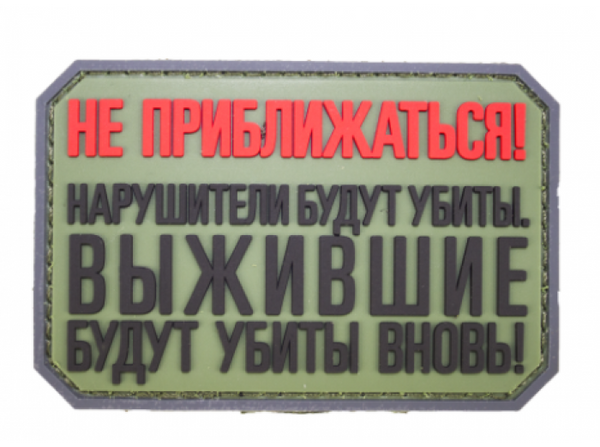 НЕ ПРИБЛИЖАТЬСЯ!
НАРУШИТЕЛИ БУДУТ УБИТЫ.
ВЫЖИВШИЕ
БУДУТ УБИТЫ ВНОВЬ!